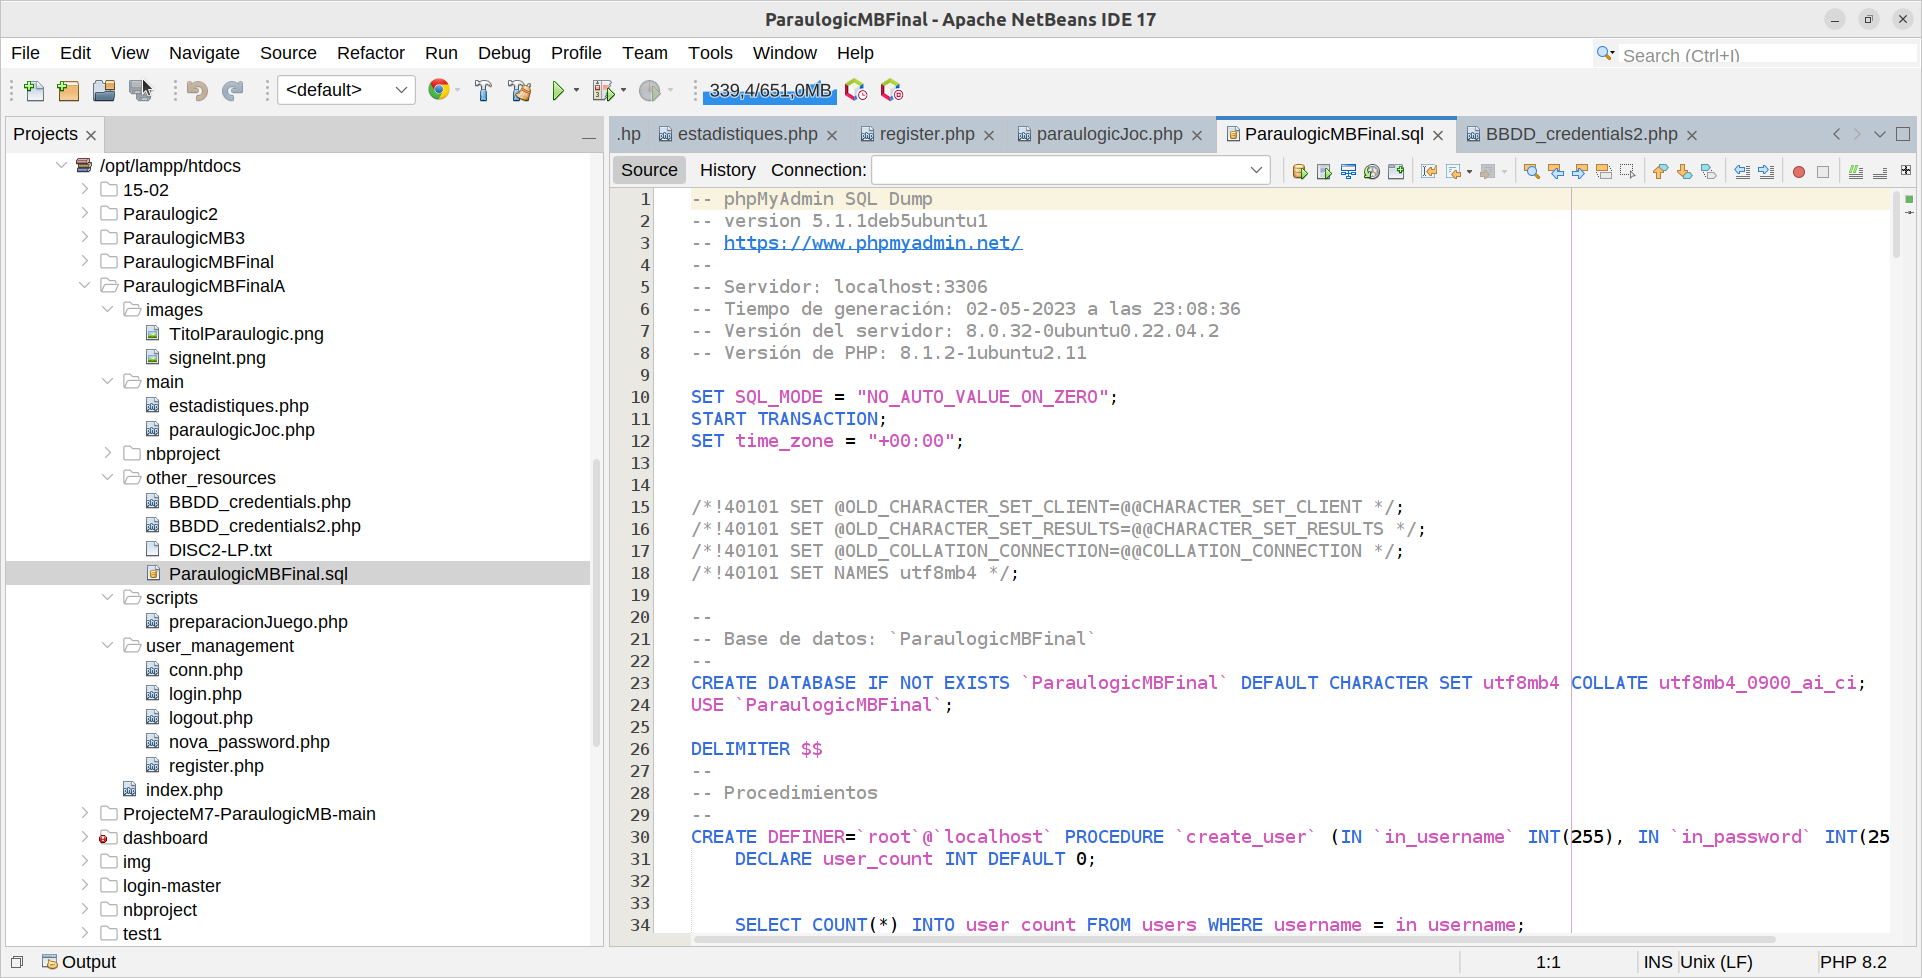 ParaulogicMBFinal - Apache NetBeans IDE 17
File Edit View Navigate Source Refactor Run Debug Profile Team Tools Window Help
Search (Ctrl+I)
<default>
339,4/651,0MB
Projects
/opt/lampp/htdocs
15-02
Paraulogic2
ParaulogicMB3
ParaulogicMBFinal
ParaulogicMBFinalA
images
TitolParaulogic.png
signeInt.png
main
estadistiques.php
paraulogicJoc.php
nbproject
other_resources
BBDD_credentials.php
BBDD_credentials2.php
DISC2-LP.txt
ParaulogicMBFinal.sql
scripts
preparacionJuego.php
user_management
conn.php
login.php
logout.php
nova_password.php
register.php
index.php
ProjecteM7-ParaulogicMB-main
dashboard
img
login-master
nbproject
test1
.hp estadistiques.php register.php paraulogicJoc.php ParaulogicMBFinal.sql BBDD_credentials2.php
Source History Connection:
1 -- phpMyAdmin SQL Dump
2 -- version 5.1.1deb5ubuntu1
3 -- https://www.phpmyadmin.net/
4 --
5 -- Servidor: localhost:3306
6 -- Tiempo de generación: 02-05-2023 a las 23:08:36
7 -- Versión del servidor: 8.0.32-0ubuntu0.22.04.2
8 -- Versión de PHP: 8.1.2-1ubuntu2.11
9
10 SET SQL_MODE = "NO_AUTO_VALUE_ON_ZERO";
11 START TRANSACTION;
12 SET time_zone = "+00:00";
13
14
15 /*!40101 SET @OLD_CHARACTER_SET_CLIENT=@@CHARACTER_SET_CLIENT */;
16 /*!40101 SET @OLD_CHARACTER_SET_RESULTS=@@CHARACTER_SET_RESULTS */;
17 /*!40101 SET @OLD_COLLATION_CONNECTION=@@COLLATION_CONNECTION */;
18 /*!40101 SET NAMES utf8mb4 */;
19
20 --
21 -- Base de datos: `ParaulogicMBFinal`
22 --
23 CREATE DATABASE IF NOT EXISTS `ParaulogicMBFinal` DEFAULT CHARACTER SET utf8mb4 COLLATE utf8mb4_0900_ai_ci;
24 USE `ParaulogicMBFinal`;
25
26 DELIMITER $$
27 --
28 -- Procedimientos
29 --
30 CREATE DEFINER=`root`@`localhost` PROCEDURE `create_user` (IN `in_username` INT(255), IN `in_password` INT(25
31 DECLARE user_count INT DEFAULT 0;
32
33
34 SELECT COUNT(*) INTO user_count FROM users WHERE username = in_username;
Output
1:1 INS Unix (LF) PHP 8.2